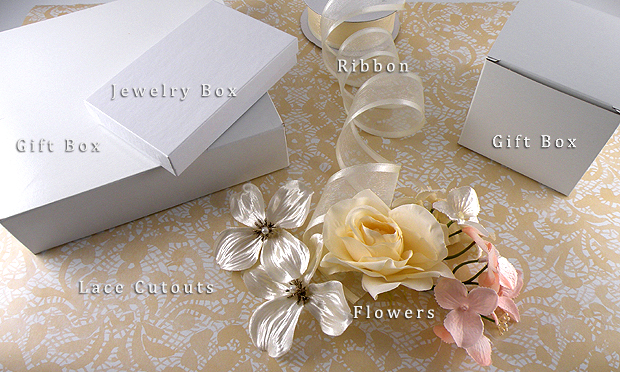 Ribbon
Jewelry Box
Gift Box
Gift Box
Lace Cutouts
Flowers